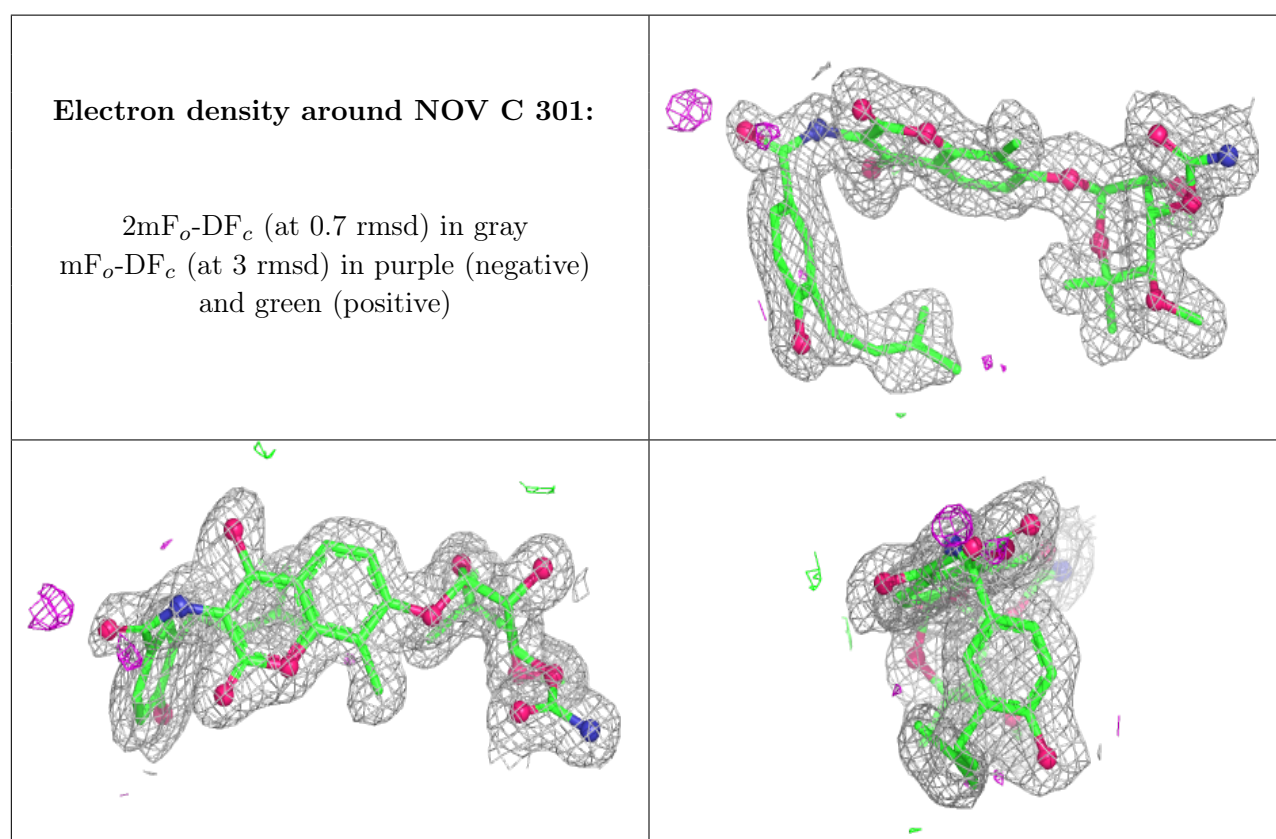 Electron density around NOV C 301:
2mFo-DFc (at 0.7 rmsd) in gray
mFo-DFc (at 3 rmsd) in purple (negative)
and green (positive)